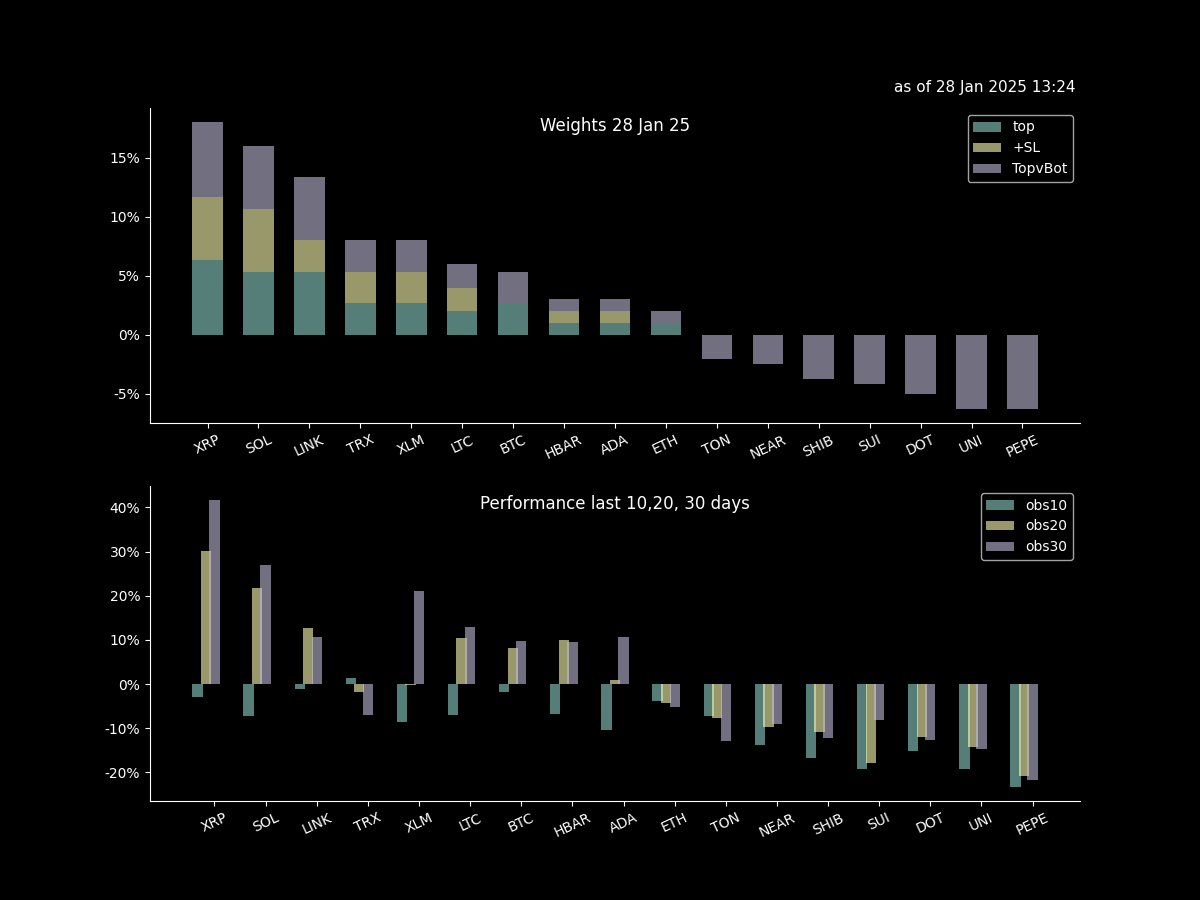 as of 28 Jan 2025 13:24
Weights 28 Jan 25
top
+SL
TopvBot
15%
10%
5%
0%
-5%
XRP SOL LINK TRX XLM LTC BTC HBAR ADA ETH TON NEAR SHIB SUI DOT UNI PEPE
Performance last 10,20, 30 days
obs10
obs20
obs30
40%
30%
20%
10%
0%
-10%
-20%
XRP SOL LINK TRX XLM LTC BTC HBAR ADA ETH TON NEAR SHIB SUI DOT UNI PEPE